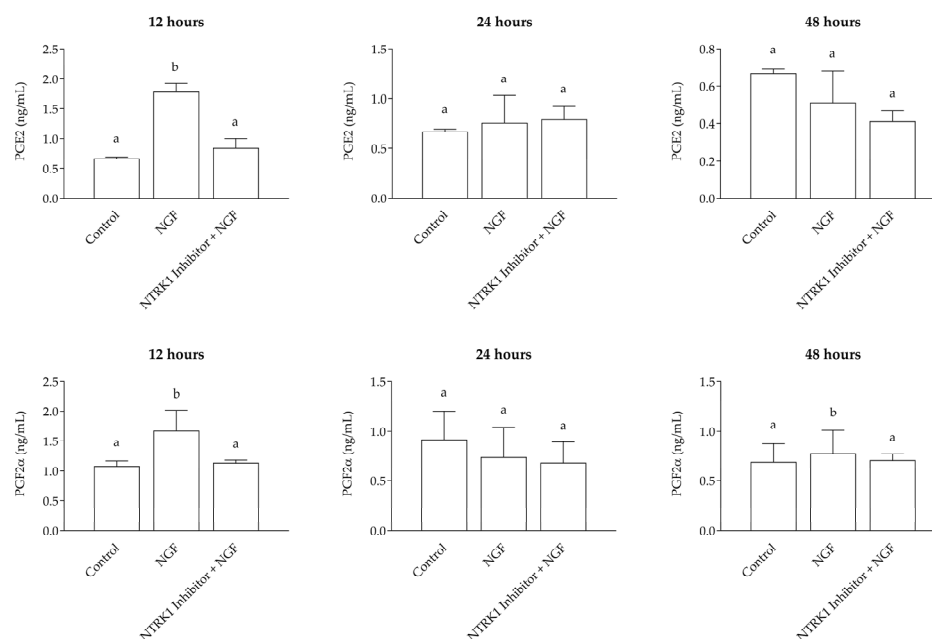 12 hours
PGE2 (ng/mL)
2.5
2.0
1.5
1.0
0.5
0.0
a
b
a
Control
NGF
NTRK1 Inhibitor + NGF
24 hours
PGE2 (ng/mL)
1.5
1.0
0.5
0.0
a
a
a
Control
NGF
NTRK1 Inhibitor + NGF
48 hours
PGE2 (ng/mL)
0.8
0.6
0.4
0.2
0.0
a
a
a
Control
NGF
NTRK1 Inhibitor + NGF
12 hours
PGF2α (ng/mL)
2.5
2.0
1.5
1.0
0.5
0.0
a
b
a
Control
NGF
NTRK1 Inhibitor + NGF
24 hours
PGF2α (ng/mL)
1.5
1.0
0.5
0.0
a
a
a
Control
NGF
NTRK1 Inhibitor + NGF
48 hours
PGF2α (ng/mL)
1.5
1.0
0.5
0.0
a
b
a
Control
NGF
NTRK1 Inhibitor + NGF